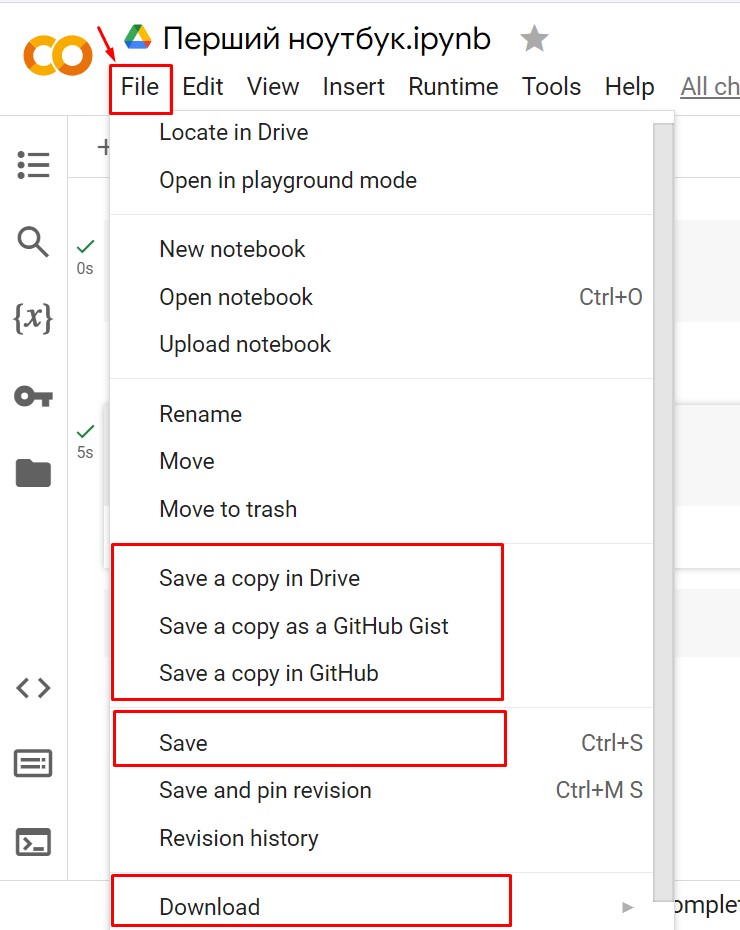 Перший ноутбук.ipynb
File Edit View Insert Runtime Tools Help All ch
Locate in Drive
Open in playground mode
New notebook
0s
Open notebook Ctrl+O
Upload notebook
{x}
Rename
5s
Move
Move to trash
Save a copy in Drive
Save a copy as a GitHub Gist
Save a copy in GitHub
Save Ctrl+S
Save and pin revision Ctrl+M S
Revision history
Download omple